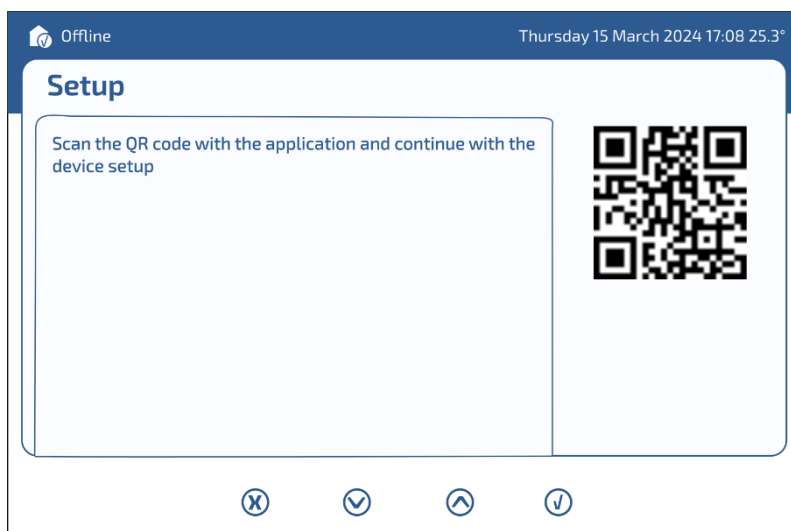 Offline
Thursday 15 March 2024 17:08 25.3°
Setup
Scan the QR code with the application and continue with the
device setup